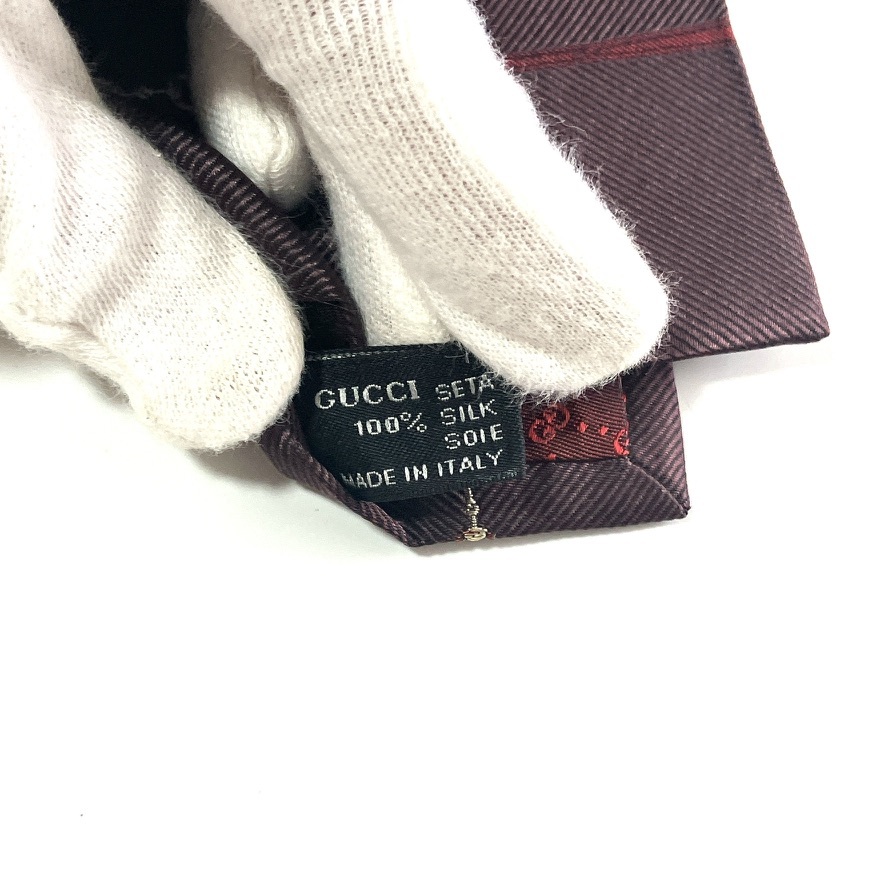 GUCCI SETA
100% SILK
SOIE
MADE IN ITALY